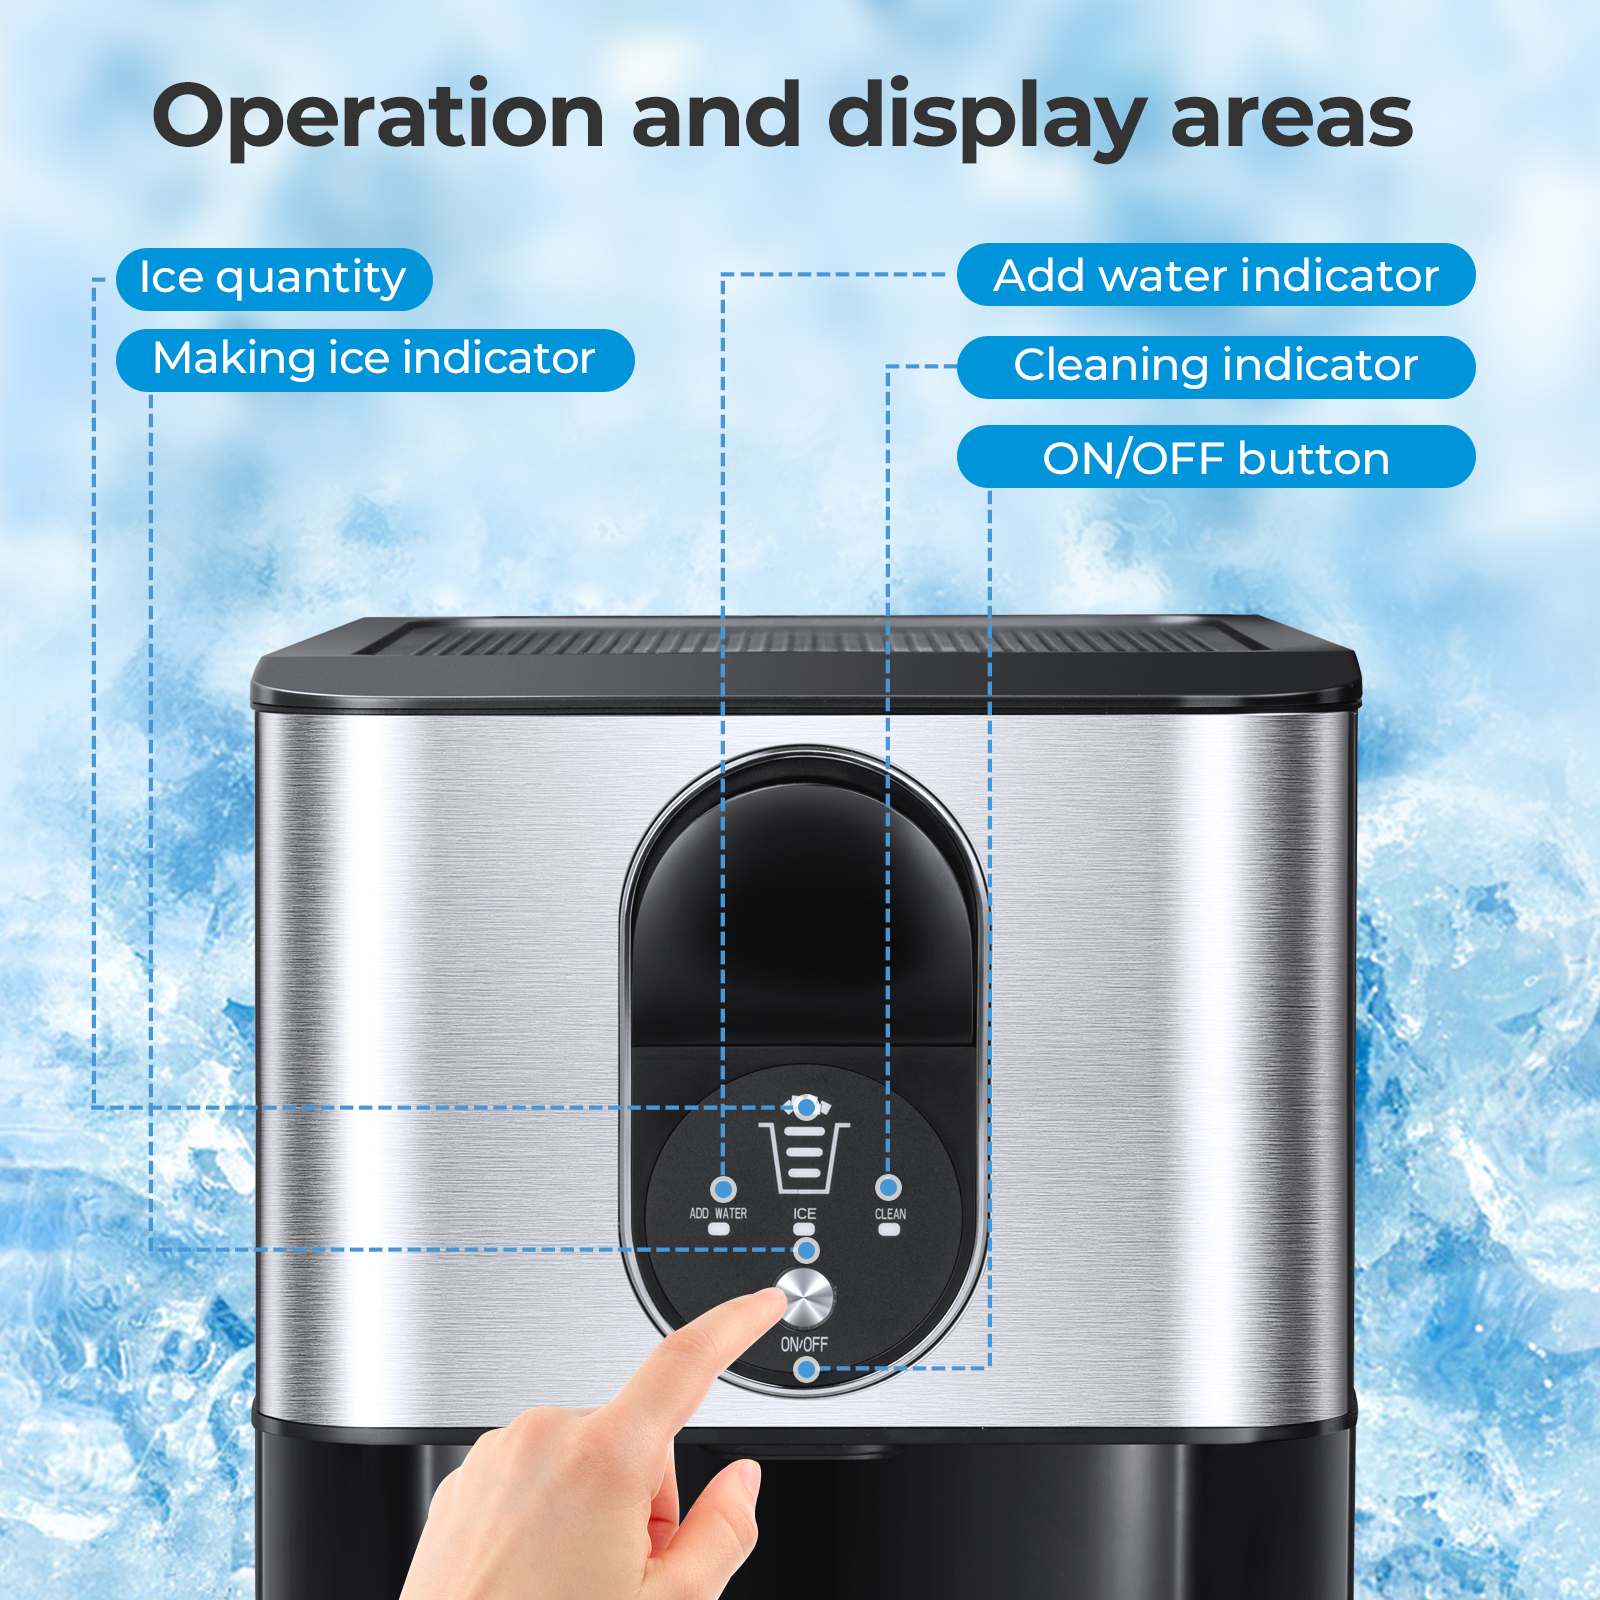 Operation and display areas
Ice quantity
Making ice indicator
Add water indicator
Cleaning indicator
ON/OFF button
ADD WATER
ICE
CLEAN
ON/OFF